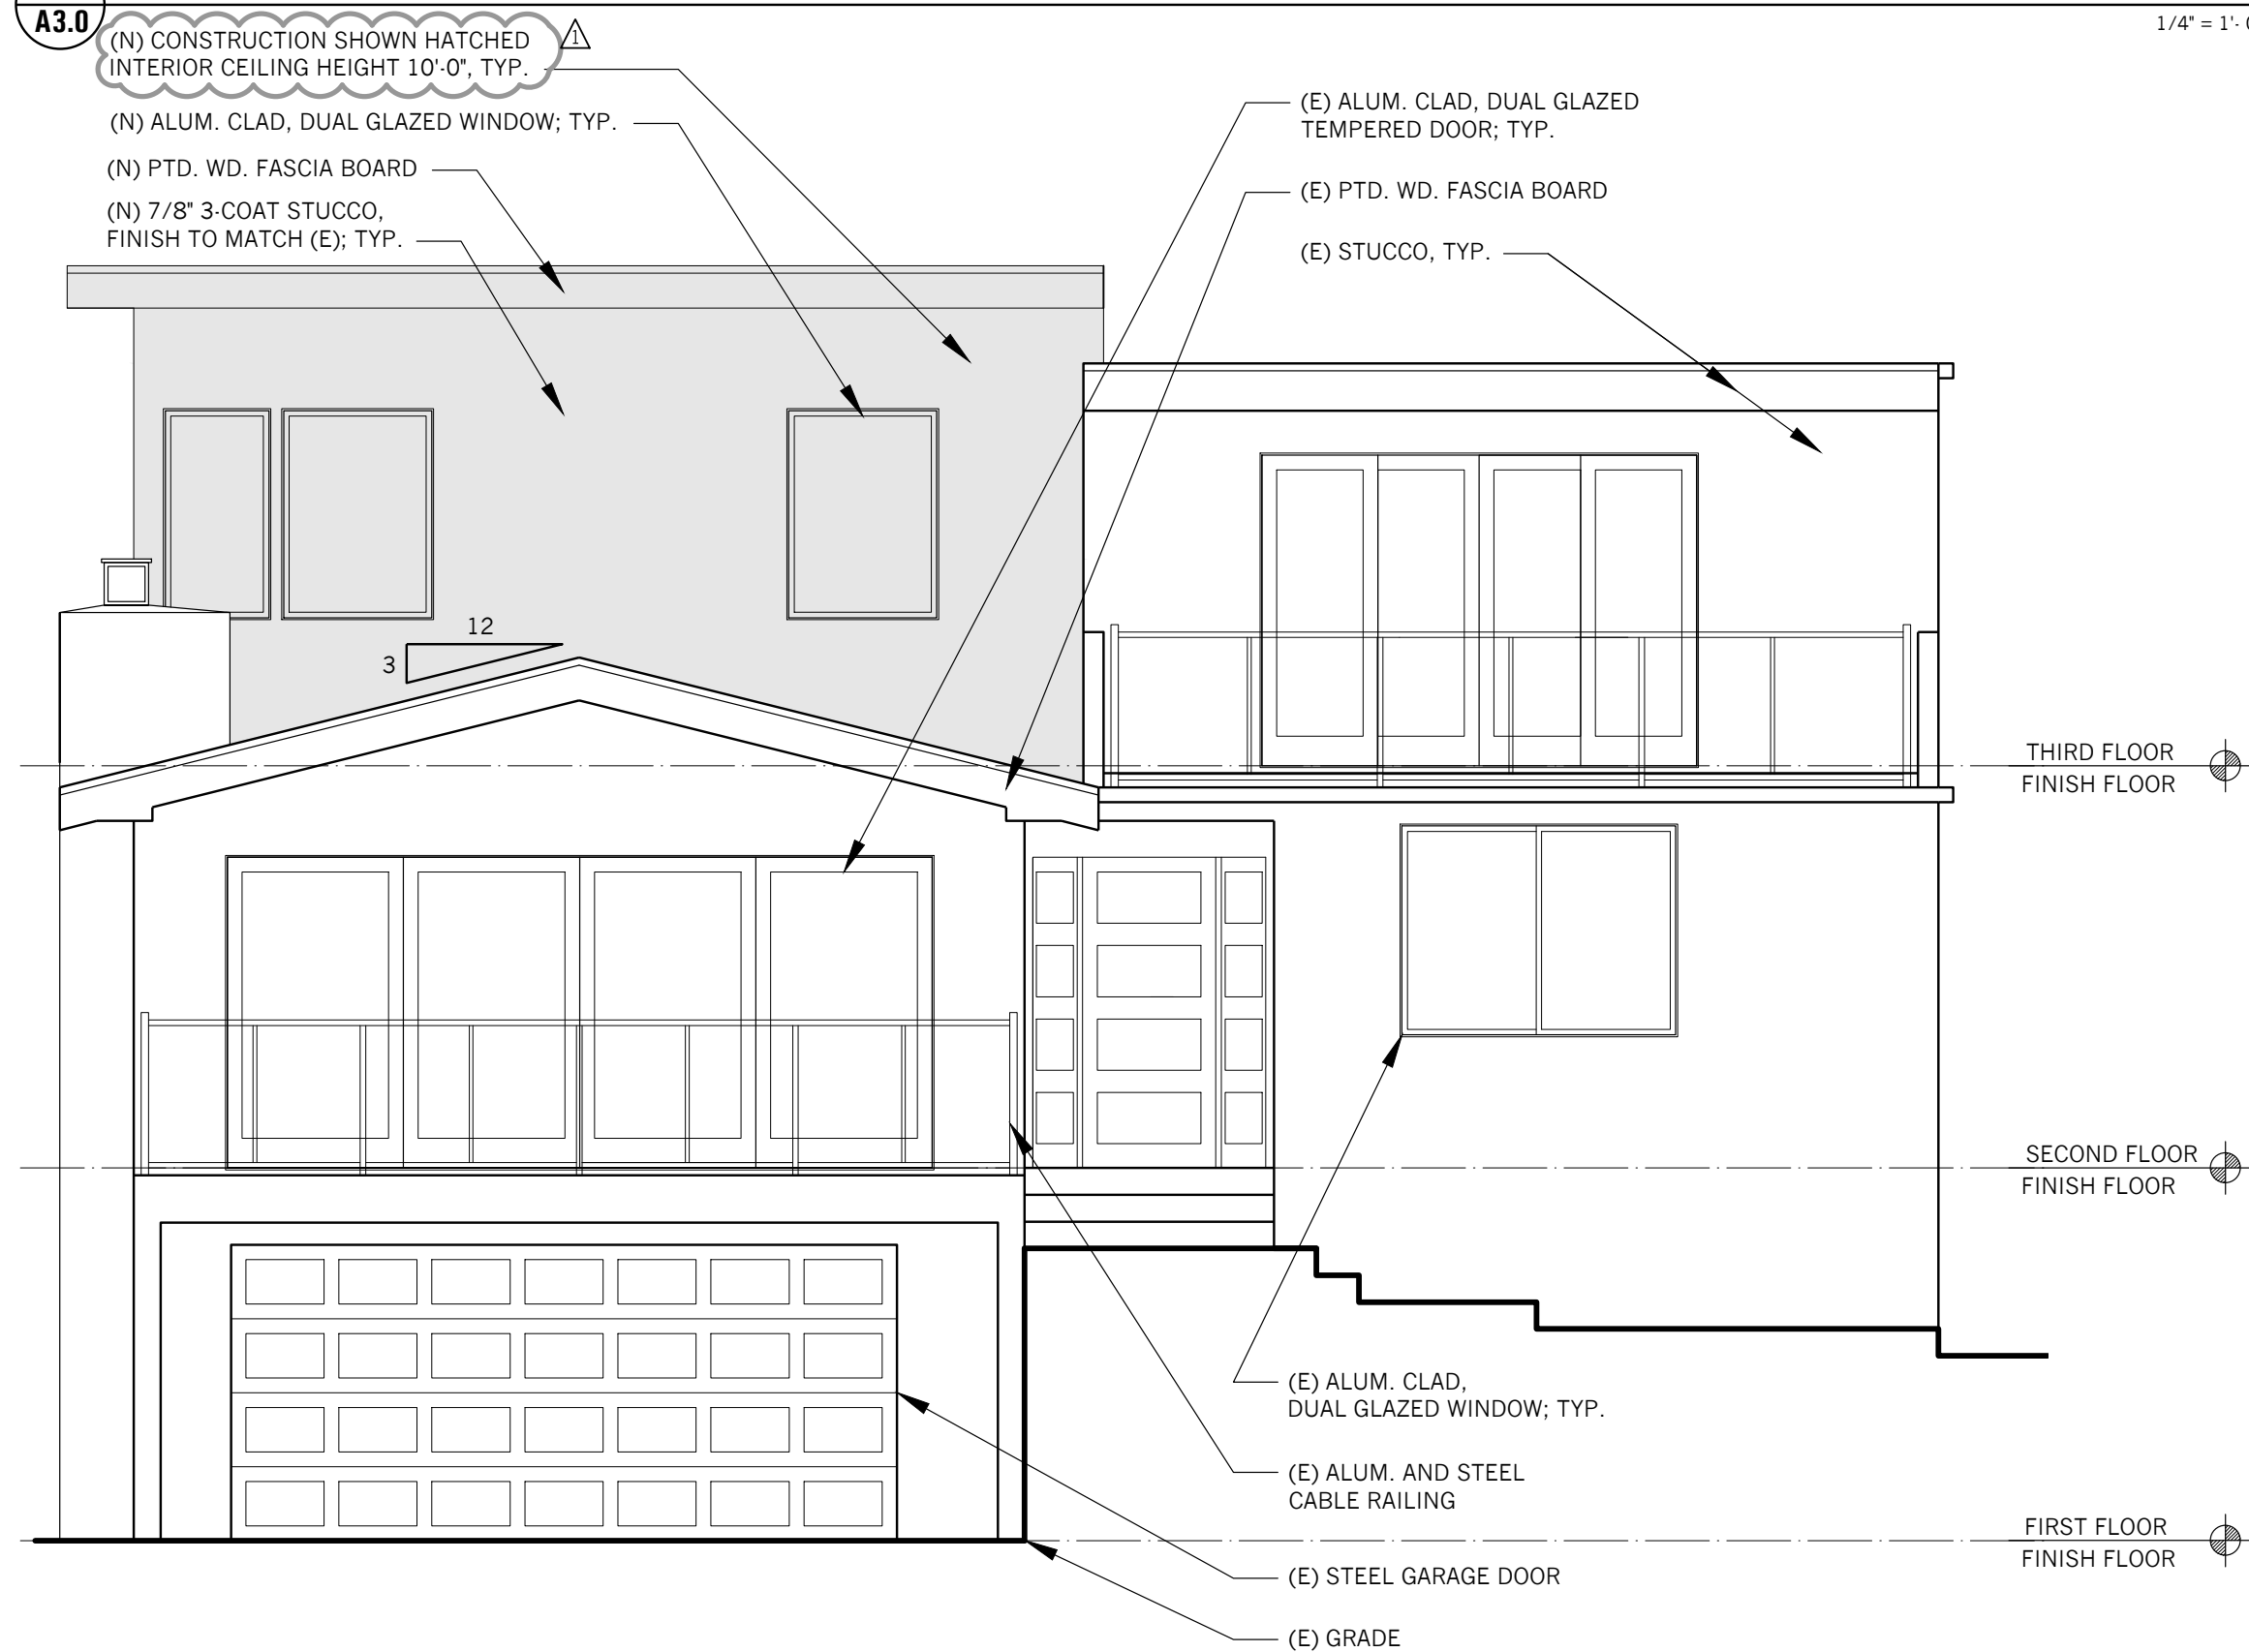 A3.0
1/4" = 1'-
(N) CONSTRUCTION SHOWN HATCHED
INTERIOR CEILING HEIGHT 10'-0", TYP.
1
(N) ALUM. CLAD, DUAL GLAZED WINDOW; TYP.
(N) PTD. WD. FASCIA BOARD
(N) 7/8" 3-COAT STUCCO,
FINISH TO MATCH (E); TYP.
(E) ALUM. CLAD, DUAL GLAZED
TEMPERED DOOR; TYP.
(E) PTD. WD. FASCIA BOARD
(E) STUCCO, TYP.
12
3
THIRD FLOOR
FINISH FLOOR
SECOND FLOOR
FINISH FLOOR
(E) ALUM. CLAD,
DUAL GLAZED WINDOW; TYP.
(E) ALUM. AND STEEL
CABLE RAILING
FIRST FLOOR
FINISH FLOOR
(E) STEEL GARAGE DOOR
(E) GRADE